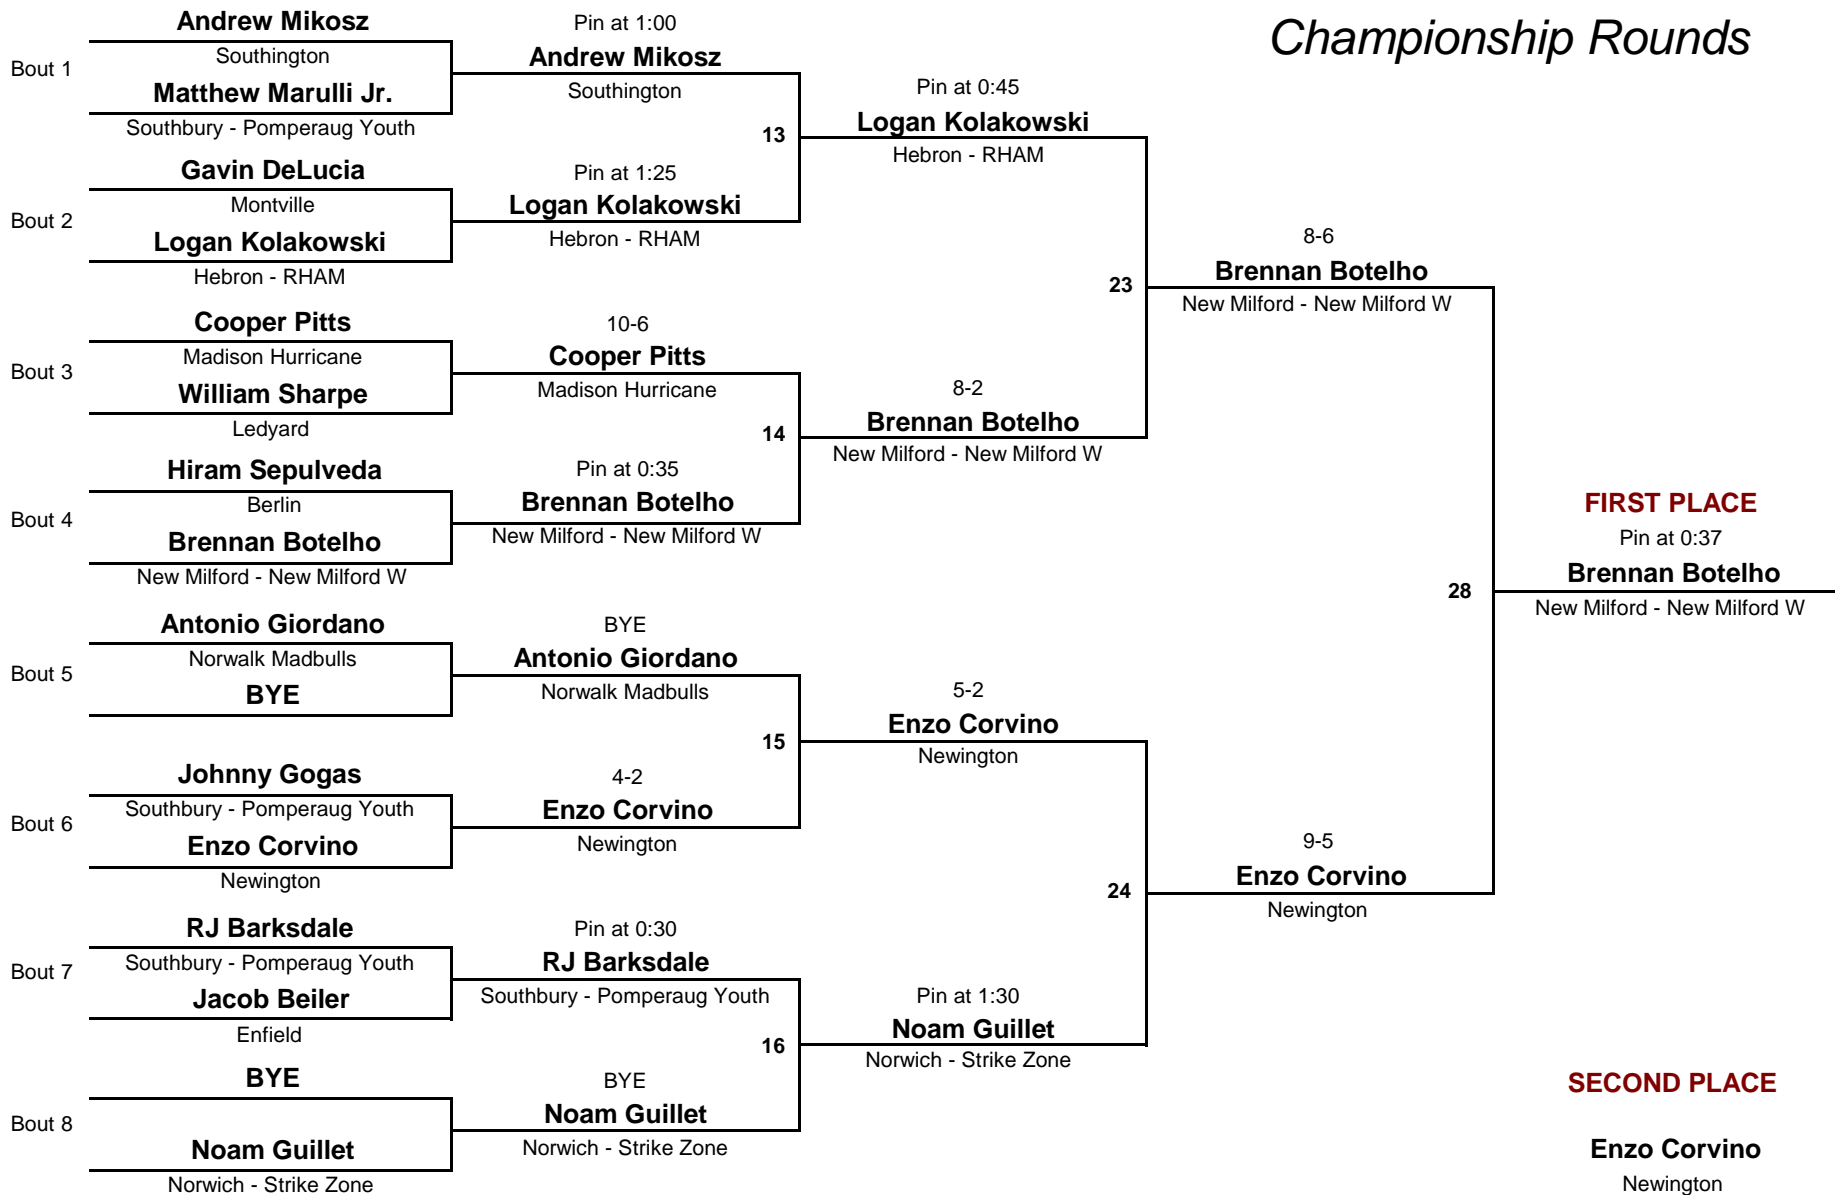 Championship Rounds
Bout 1
Andrew Mikosz
Southington
Matthew Marulli Jr.
Southbury - Pomperaug Youth
Bout 2
Gavin DeLucia
Montville
Logan Kolakowski
Hebron - RHAM
Bout 3
Cooper Pitts
Madison Hurricane
William Sharpe
Ledyard
Bout 4
Hiram Sepulveda
Berlin
Brennan Botelho
New Milford - New Milford W
Bout 5
Antonio Giordano
Norwalk Madbulls
BYE
Bout 6
Johnny Gogas
Southbury - Pomperaug Youth
Enzo Corvino
Newington
Bout 7
RJ Barksdale
Southbury - Pomperaug Youth
Jacob Beiler
Enfield
Bout 8
BYE
Noam Guillet
Norwich - Strike Zone
Pin at 1:00
Andrew Mikosz
Southington
13
Pin at 1:25
Logan Kolakowski
Hebron - RHAM
10-6
Cooper Pitts
Madison Hurricane
14
Pin at 0:35
Brennan Botelho
New Milford - New Milford W
BYE
Antonio Giordano
Norwalk Madbulls
15
4-2
Enzo Corvino
Newington
Pin at 0:30
RJ Barksdale
Southbury - Pomperaug Youth
16
BYE
Noam Guillet
Norwich - Strike Zone
Pin at 0:45
Logan Kolakowski
Hebron - RHAM
23
8-2
Brennan Botelho
New Milford - New Milford W
5-2
Enzo Corvino
Newington
24
Pin at 1:30
Noam Guillet
Norwich - Strike Zone
8-6
Brennan Botelho
New Milford - New Milford W
28
9-5
Enzo Corvino
Newington
FIRST PLACE
Pin at 0:37
Brennan Botelho
New Milford - New Milford W
SECOND PLACE
Enzo Corvino
Newington